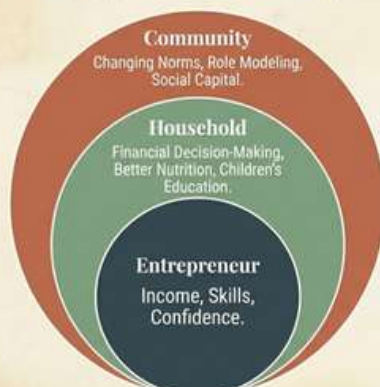 Community
Changing Norms, Role Modeling,
Social Capital.
Household
Financial Decision-Making,
Better Nutrition, Children's
Education.
Entrepreneur
Income, Skills,
Confidence.